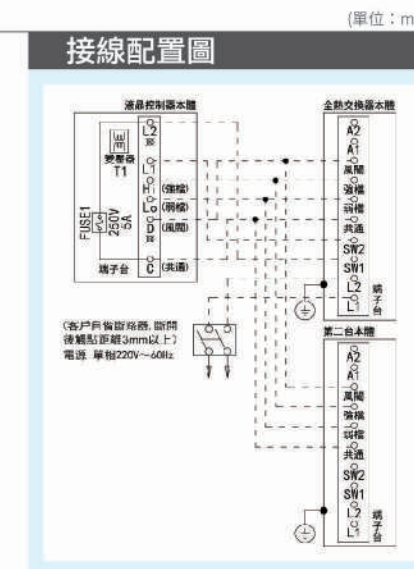 (單位：m
接線配置圖
液晶控制器本體
L2
變壓器
T1
L1
H (強檔)
Lo (弱檔)
D (風閥)
FUSE1
250V
5A
端子台
C (共通)
(客戶自備斷路器, 斷開
後觸點距離3mm以上)
電源 單相220V～60Hz
全熱交換器本體
A2
A1
風閥
強檔
弱檔
共通
SW2
SW1
L2
L1
端子台
第二台本體
A2
A1
風閥
強檔
弱檔
共通
SW2
SW1
L2
L1
端子台